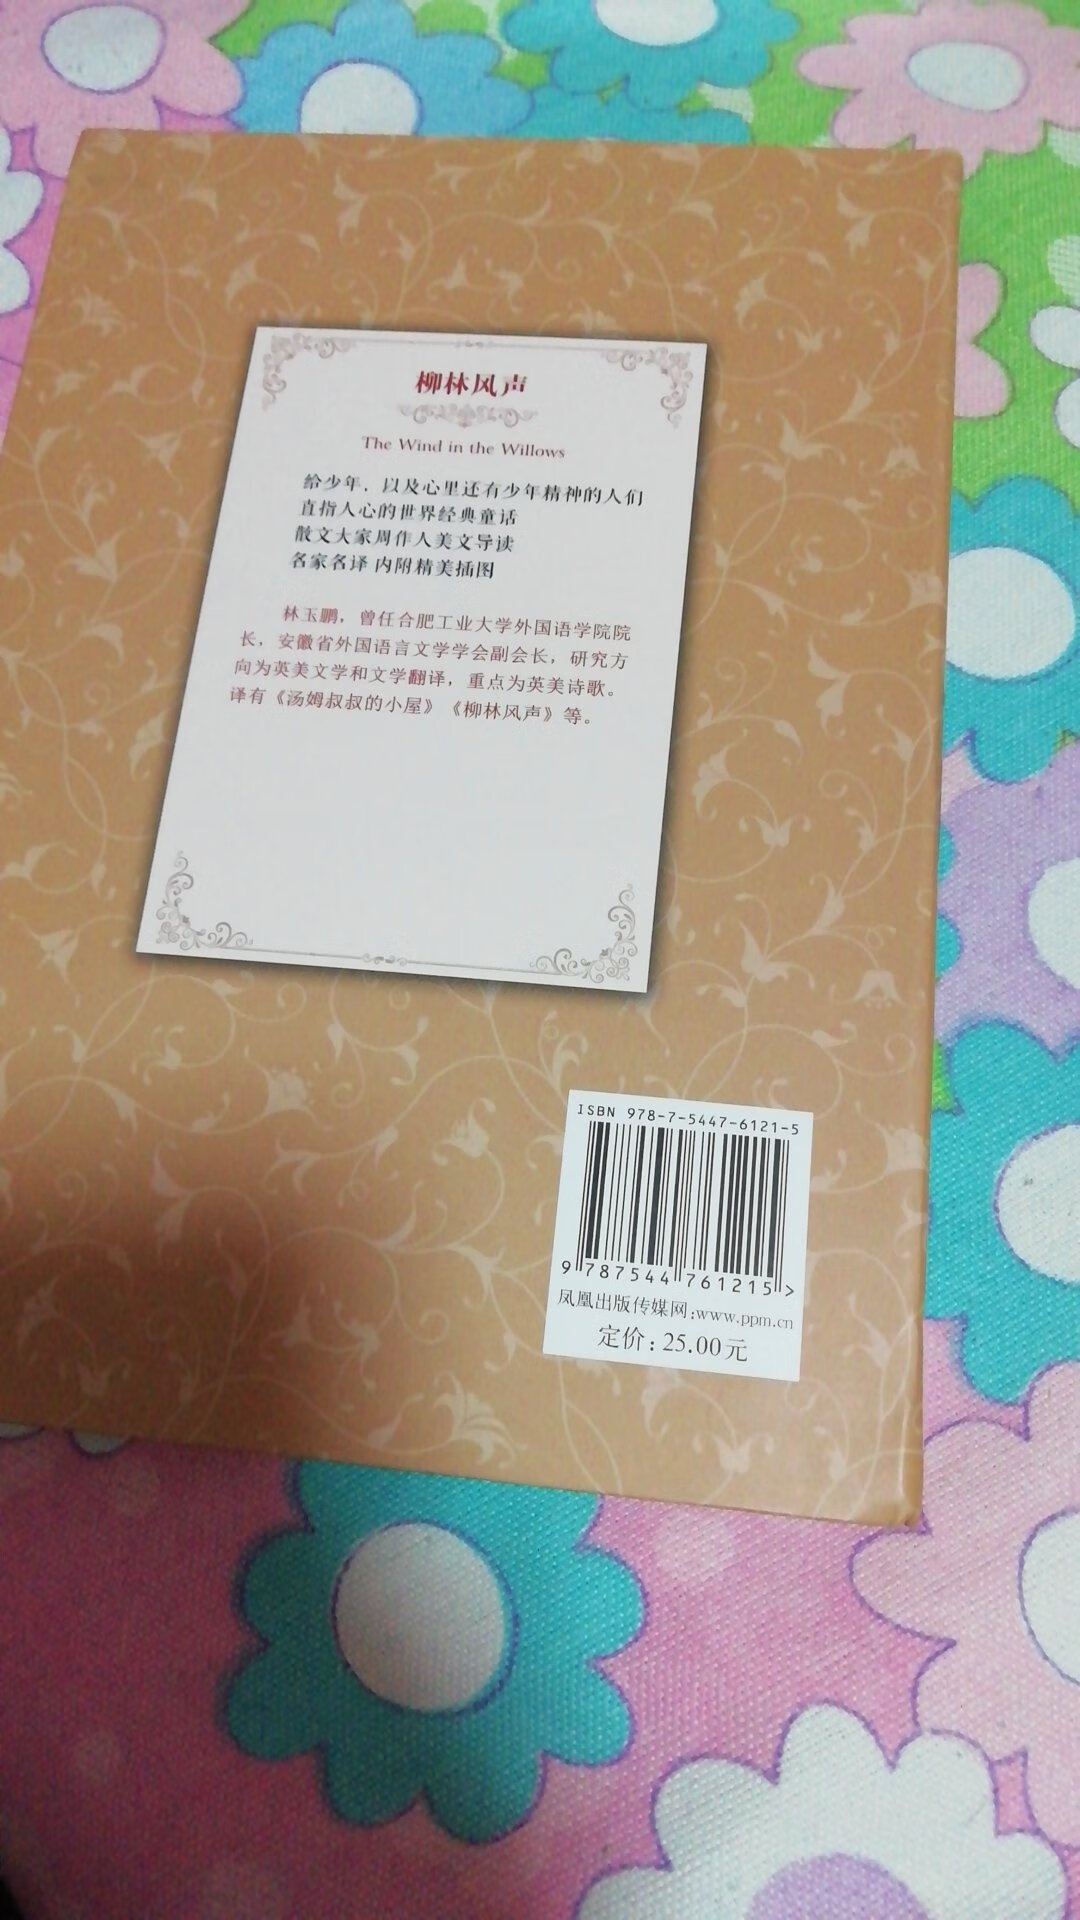 柳林风声
The Wind in the Willows
给少年，以及心里还有少年精神的人们
直指人心的世界经典童话
散文大家周作人美文导读
名家名译 内附精美插图
林玉鹏，曾任合肥工业大学外国语学院院
长，安徽省外国语言文学学会副会长，研究方
向为英美文学和文学翻译，重点为英美诗歌。
译有《汤姆叔叔的小屋》《柳林风声》等。
ISBN 978-7-5447-6121-5
9 787544 761215 >
凤凰出版传媒网:www.ppm.cn
定价: 25.00元